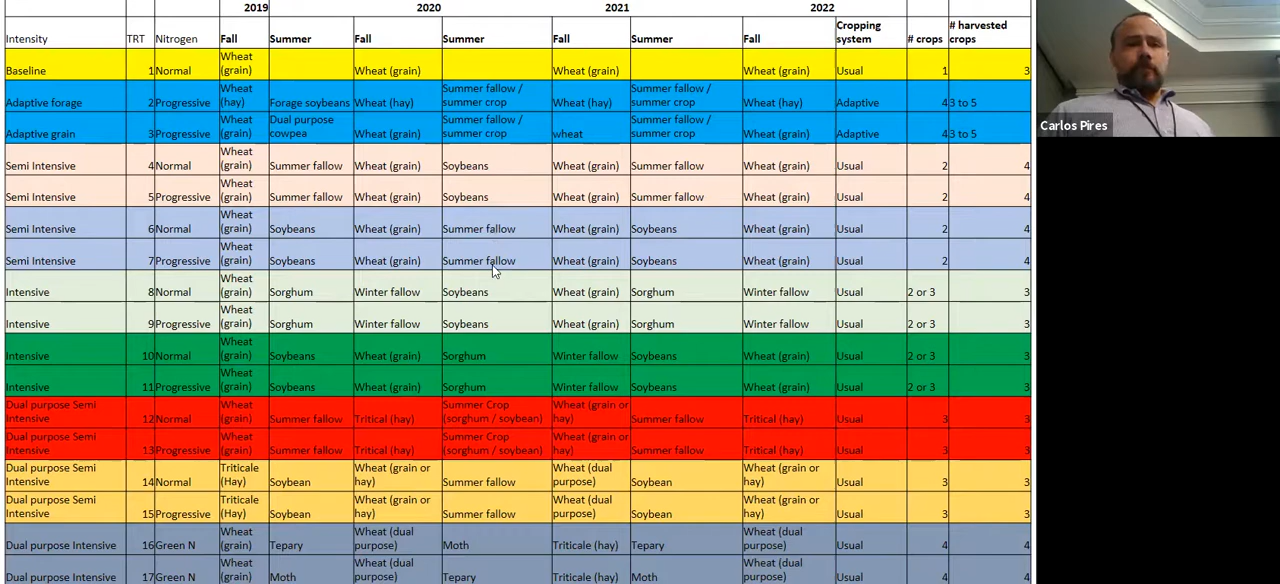 2019 2020 2021 2022
Intensity TRT Nitrogen Fall Summer Fall Summer Fall Summer Fall Cropping system # crops # harvested crops
Baseline 1 Normal Wheat (grain) Wheat (grain) Wheat (grain) Wheat (grain) Usual 1 3
Adaptive forage 2 Progressive Wheat (hay) Forage soybeans Wheat (hay) Summer fallow / summer crop Wheat (hay) Summer fallow / summer crop Wheat (hay) Adaptive 4 3 to 5
Adaptive grain 3 Progressive Wheat (grain) Dual purpose cowpea Wheat (grain) Summer fallow / summer crop wheat Summer fallow / summer crop Wheat (grain) Adaptive 4 3 to 5
Semi Intensive 4 Normal Wheat (grain) Summer fallow Wheat (grain) Soybeans Wheat (grain) Summer fallow Wheat (grain) Usual 2 4
Semi Intensive 5 Progressive Wheat (grain) Summer fallow Wheat (grain) Soybeans Wheat (grain) Summer fallow Wheat (grain) Usual 2 4
Semi Intensive 6 Normal Wheat (grain) Soybeans Wheat (grain) Summer fallow Wheat (grain) Soybeans Wheat (grain) Usual 2 4
Semi Intensive 7 Progressive Wheat (grain) Soybeans Wheat (grain) Summer fallow Wheat (grain) Soybeans Wheat (grain) Usual 2 4
Intensive 8 Normal Wheat (grain) Sorghum Winter fallow Soybeans Wheat (grain) Sorghum Winter fallow Usual 2 or 3 3
Intensive 9 Progressive Wheat (grain) Sorghum Winter fallow Soybeans Wheat (grain) Sorghum Winter fallow Usual 2 or 3 3
Intensive 10 Normal Wheat (grain) Soybeans Wheat (grain) Sorghum Winter fallow Soybeans Wheat (grain) Usual 2 or 3 3
Intensive 11 Progressive Wheat (grain) Soybeans Wheat (grain) Sorghum Winter fallow Soybeans Wheat (grain) Usual 2 or 3 3
Dual purpose Semi Intensive 12 Normal Wheat (grain) Summer fallow Tritical (hay) Summer Crop (sorghum / soybean) Wheat (grain or hay) Summer fallow Tritical (hay) Usual 3 3
Dual purpose Semi Intensive 13 Progressive Wheat (grain) Summer fallow Tritical (hay) Summer Crop (sorghum / soybean) Wheat (grain or hay) Summer fallow Tritical (hay) Usual 3 3
Dual purpose Semi Intensive 14 Normal Triticale (Hay) Soybean Wheat (grain or hay) Summer fallow Wheat (dual purpose) Soybean Wheat (grain or hay) Usual 3 3
Dual purpose Semi Intensive 15 Progressive Triticale (Hay) Soybean Wheat (grain or hay) Summer fallow Wheat (dual purpose) Soybean Wheat (grain or hay) Usual 3 3
Dual purpose Intensive 16 Green N Wheat (grain) Tepary Wheat (dual purpose) Moth Triticale (hay) Tepary Wheat (dual purpose) Usual 4 4
Dual purpose Intensive 17 Green N Wheat (grain) Moth Wheat (dual purpose) Tepary Triticale (hay) Moth Wheat (dual purpose) Usual 4 4
Carlos Pires